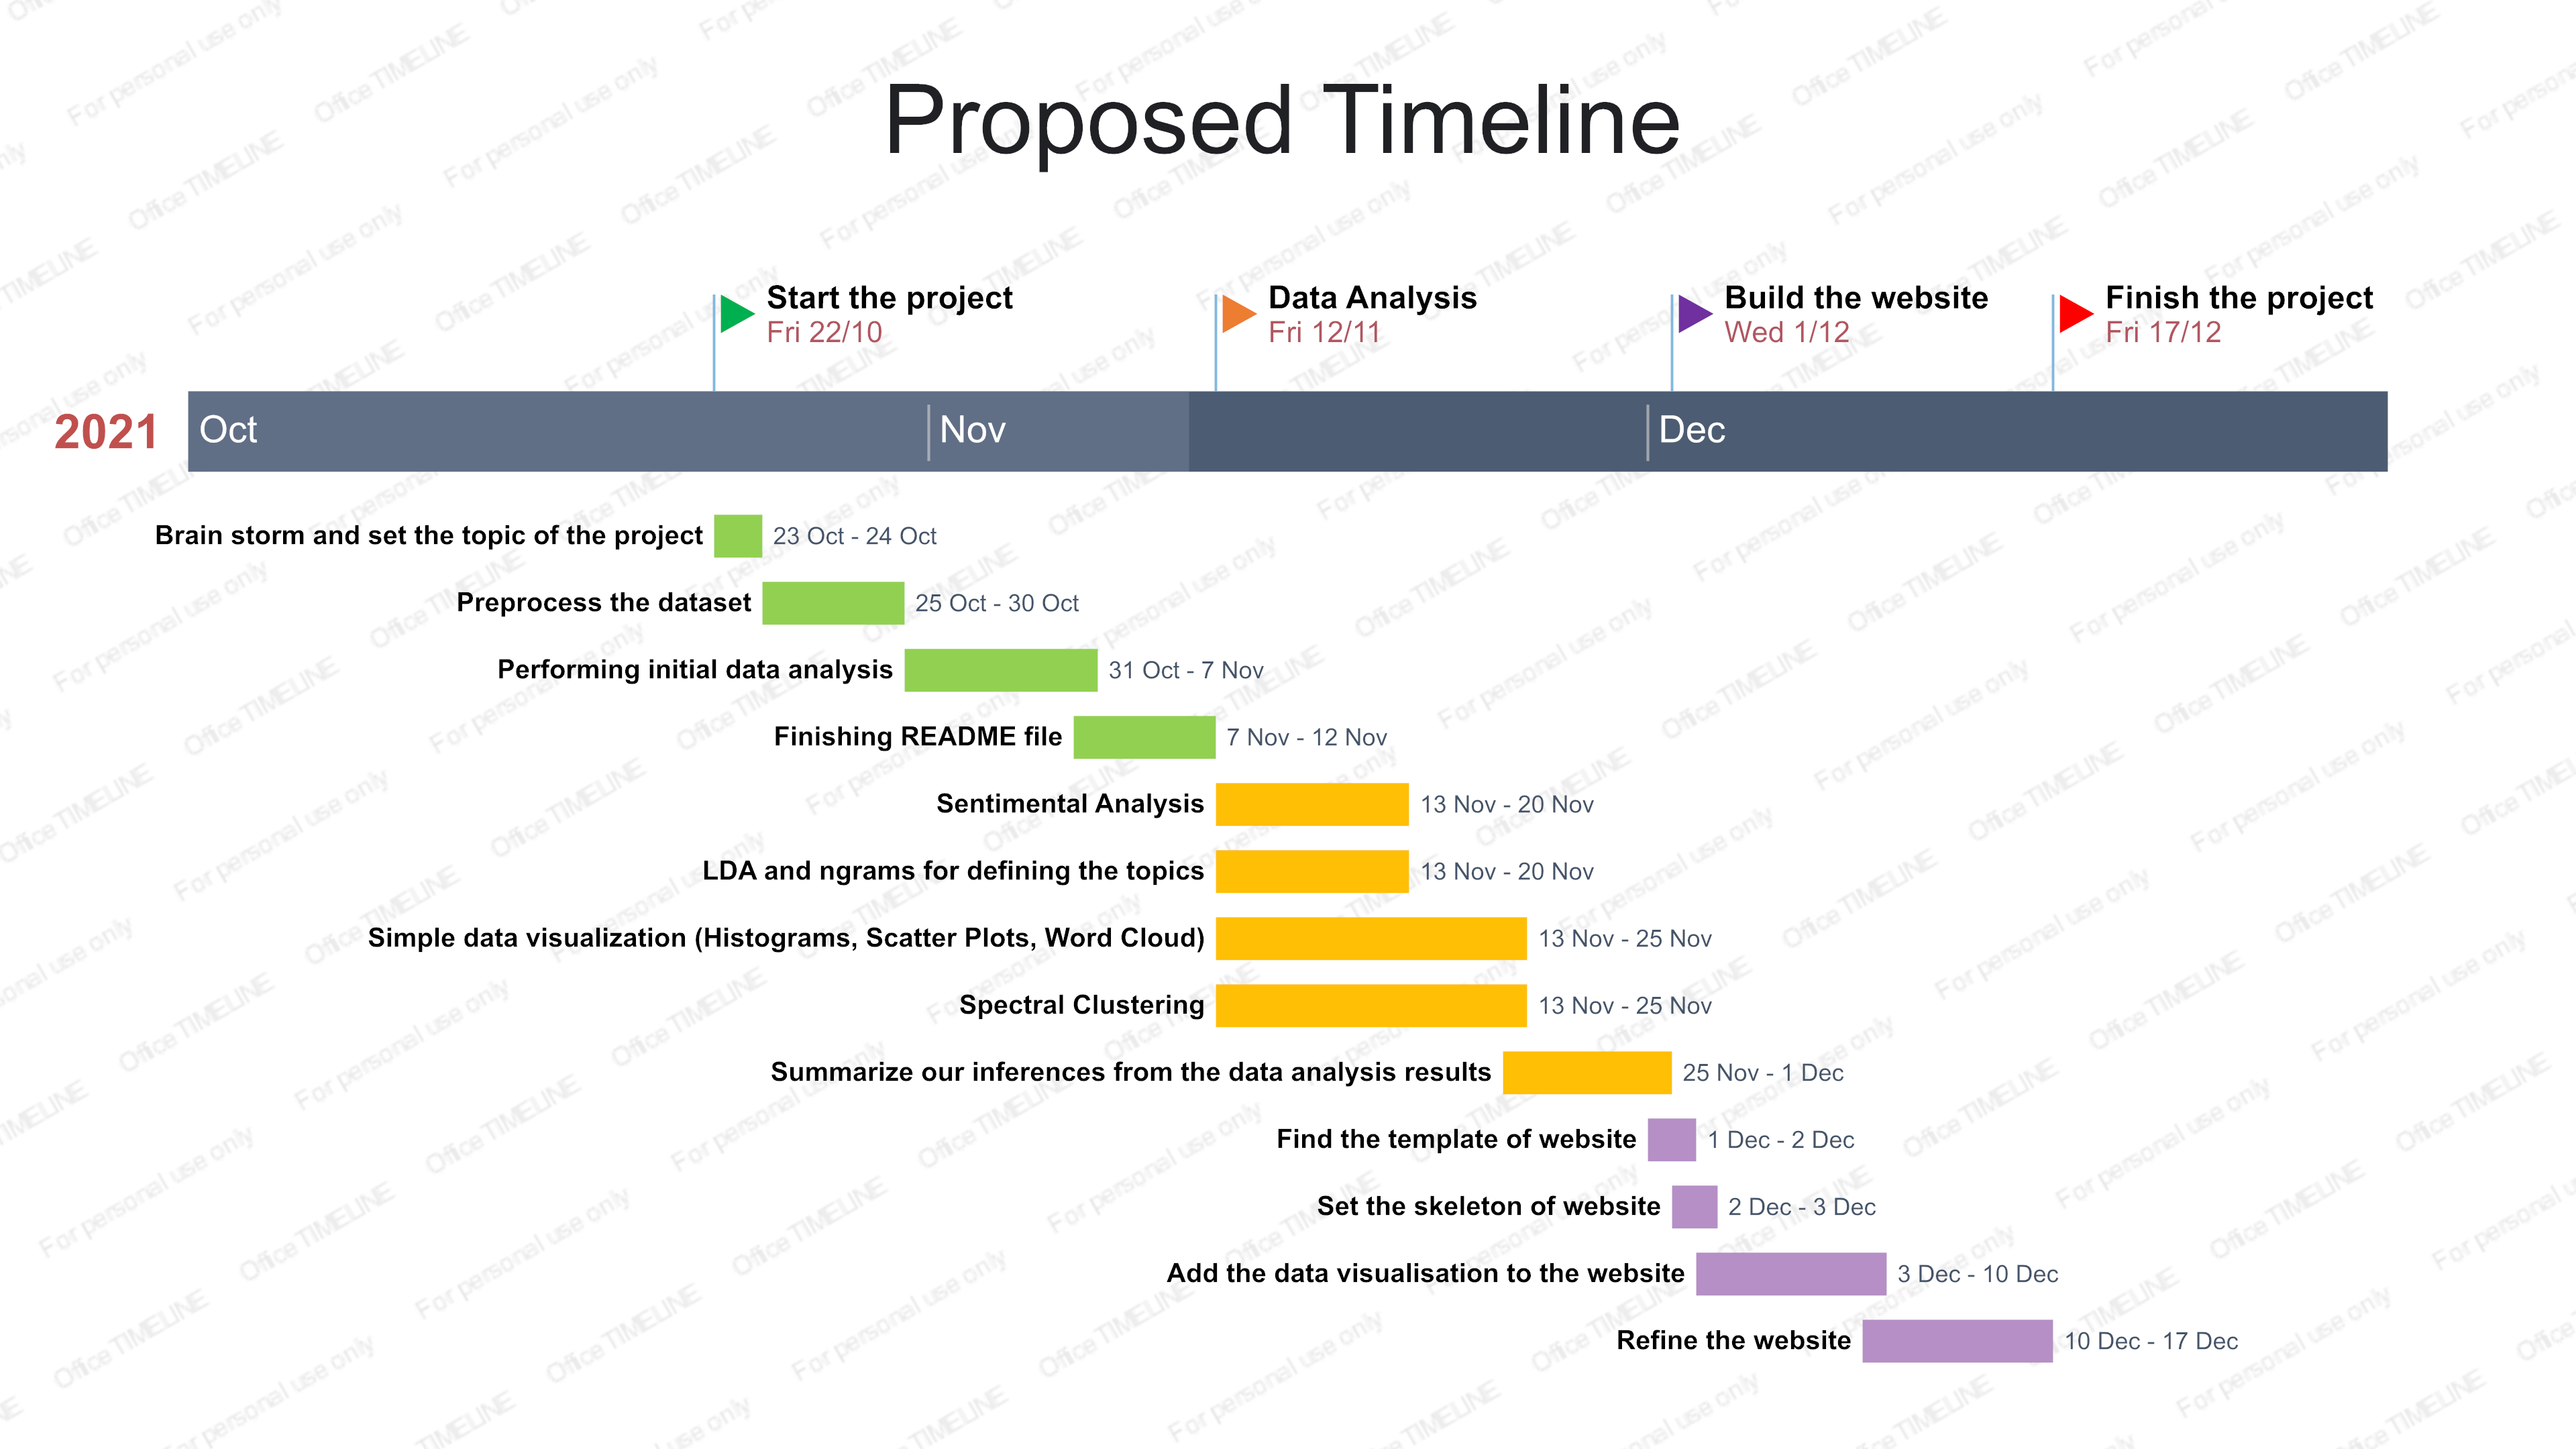 Proposed Timeline
Start the project
Fri 22/10
Data Analysis
Fri 12/11
Build the website
Wed 1/12
Finish the project
Fri 17/12
2021
Oct
Nov
Dec
Brain storm and set the topic of the project
23 Oct - 24 Oct
Preprocess the dataset
25 Oct - 30 Oct
Performing initial data analysis
31 Oct - 7 Nov
Finishing README file
7 Nov - 12 Nov
Sentimental Analysis
13 Nov - 20 Nov
LDA and ngrams for defining the topics
13 Nov - 20 Nov
Simple data visualization (Histograms, Scatter Plots, Word Cloud)
13 Nov - 25 Nov
Spectral Clustering
13 Nov - 25 Nov
Summarize our inferences from the data analysis results
25 Nov - 1 Dec
Find the template of website
1 Dec - 2 Dec
Set the skeleton of website
2 Dec - 3 Dec
Add the data visualisation to the website
3 Dec - 10 Dec
Refine the website
10 Dec - 17 Dec
For personal use only
Office TIMELINE